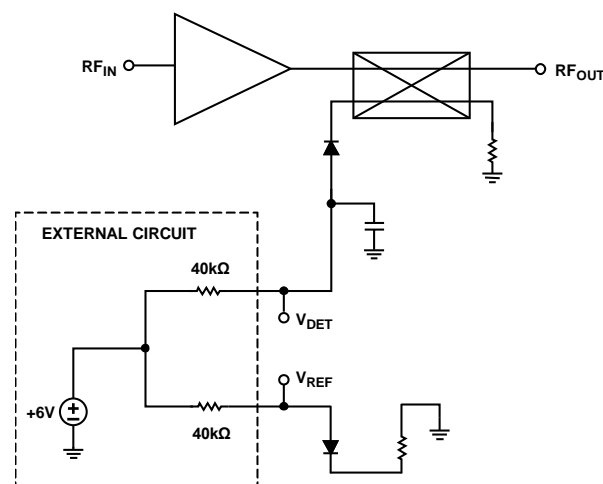 RF_IN
RF_OUT
EXTERNAL CIRCUIT
40kΩ
V_DET
V_REF
+6V
40kΩ